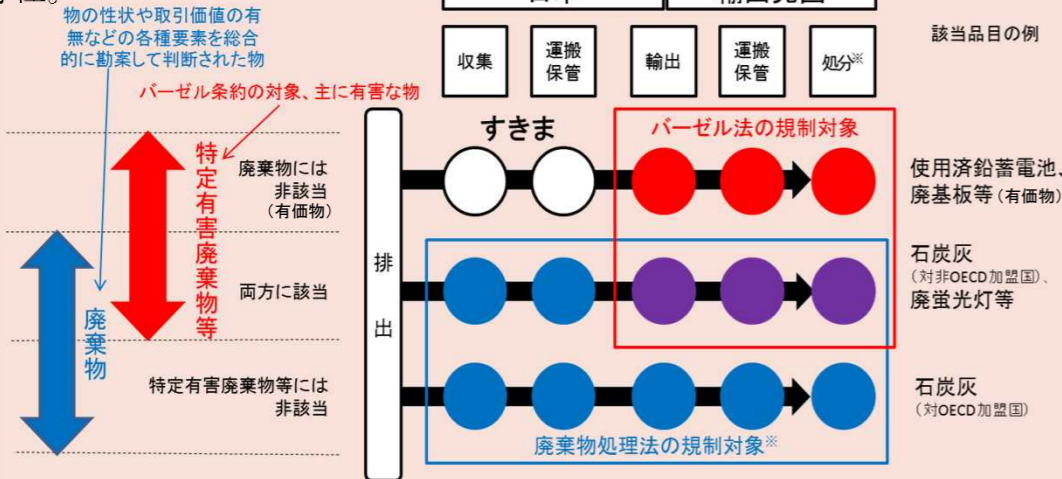 物の性状や取引価値の有
無などの各種要素を総合
的に勘案して判断された物
バーゼル条約の対象、主に有害な物
該当品目の例
収集
運搬
保管
輸出
運搬
保管
処分※
すきま
バーゼル法の規制対象
特定有害廃棄物等
廃棄物
廃棄物には
非該当
(有価物)
両方に該当
特定有害廃棄物等には
非該当
排
出
使用済鉛蓄電池、
廃基板等(有価物)
石炭灰
(対非OECD加盟国)、
廃蛍光灯等
石炭灰
(対OECD加盟国)
廃棄物処理法の規制対象※